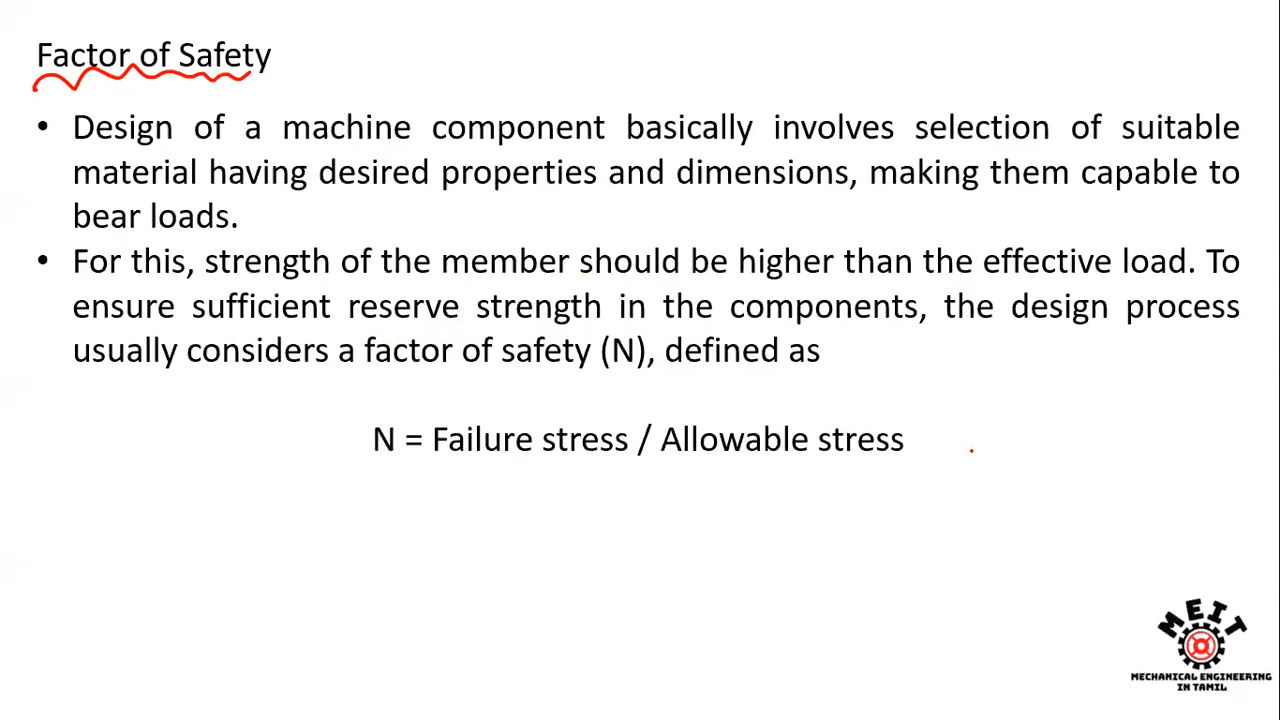 Factor of Safety
• Design of a machine component basically involves selection of suitable
material having desired properties and dimensions, making them capable to
bear loads.
• For this, strength of the member should be higher than the effective load. To
ensure sufficient reserve strength in the components, the design process
usually considers a factor of safety (N), defined as
N = Failure stress / Allowable stress
MEIT
MECHANICAL ENGINEERING
IN TAMIL